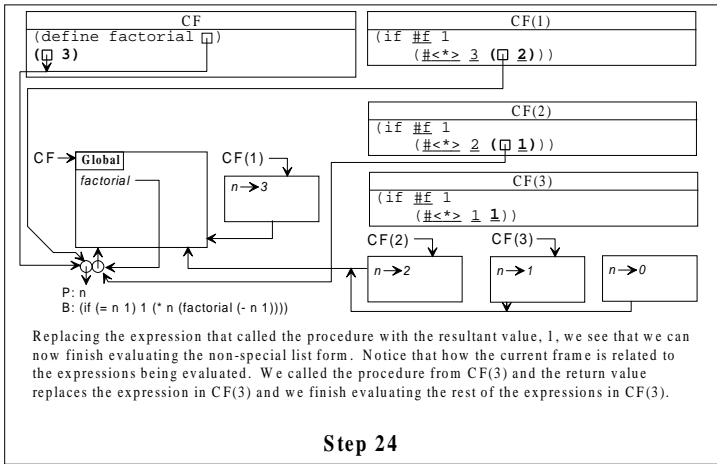 CF
(define factorial )
( 3)
CF(1)
(if #f 1
(#<*> 3 ( 2)))
CF(2)
(if #f 1
(#<*> 2 ( 1)))
CF(3)
(if #f 1
(#<*> 1 1))
CF
Global
factorial
CF(1)
n→3
CF(2)
n→2
CF(3)
n→1
n→0
P: n
B: (if (= n 1) 1 (* n (factorial (- n 1))))
Replacing the expression that called the procedure with the resultant value, 1, we see that we can
now finish evaluating the non-special list form. Notice that how the current frame is related to
the expressions being evaluated. We called the procedure from CF(3) and the return value
replaces the expression in CF(3) and we finish evaluating the rest of the expressions in CF(3).
Step 24